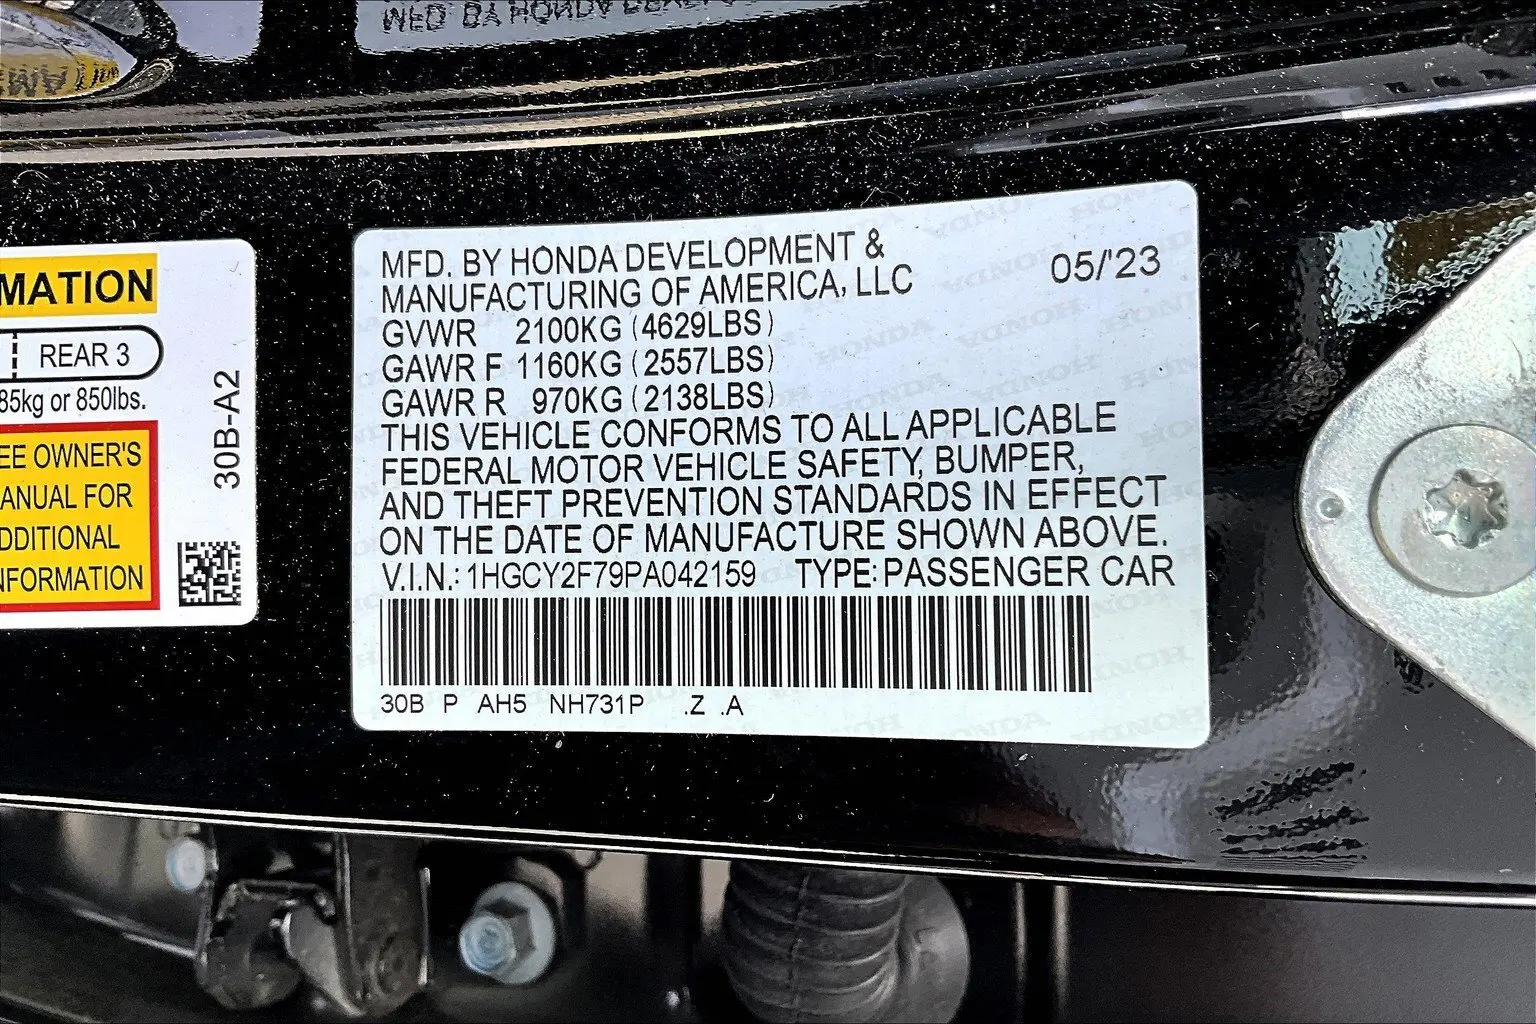 MATION
REAR 3
85kg or 850lbs.
EE OWNER'S
ANUAL FOR
DDITIONAL
NFORMATION
30B-A2
MFD. BY HONDA DEVELOPMENT &
MANUFACTURING OF AMERICA, LLC
05/'23
GVWR 2100KG (4629LBS)
GAWR F 1160KG (2557LBS)
GAWR R 970KG (2138LBS)
THIS VEHICLE CONFORMS TO ALL APPLICABLE
FEDERAL MOTOR VEHICLE SAFETY, BUMPER,
AND THEFT PREVENTION STANDARDS IN EFFECT
ON THE DATE OF MANUFACTURE SHOWN ABOVE.
V.I.N.: 1HGCY2F79PA042159 TYPE: PASSENGER CAR
30B P AH5 NH731P .Z .A